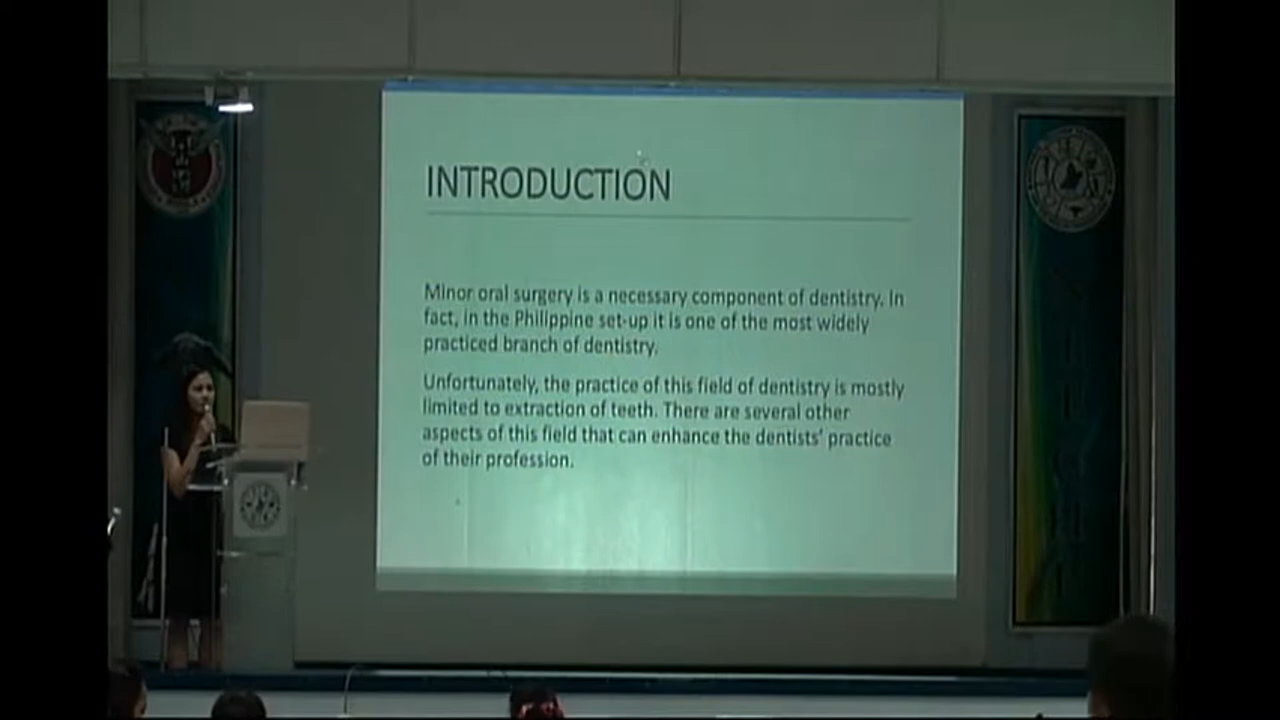 INTRODUCTION
Minor oral surgery is a necessary component of dentistry. In
fact, in the Philippine set-up it is one of the most widely
practiced branch of dentistry.
Unfortunately, the practice of this field of dentistry is mostly
limited to extraction of teeth. There are several other
aspects of this field that can enhance the dentists' practice
of their profession.